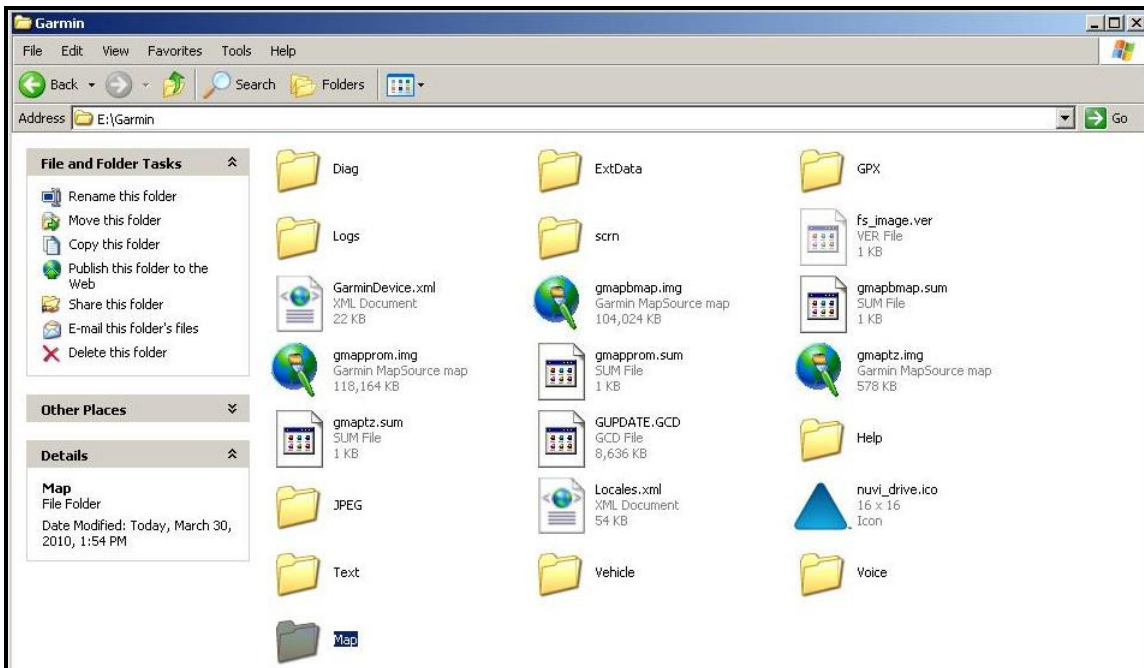 Garmin
File Edit View Favorites Tools Help
Back Search Folders
Address E:\Garmin Go
File and Folder Tasks
Rename this folder
Move this folder
Copy this folder
Publish this folder to the
Web
Share this folder
E-mail this folder's files
Delete this folder
Other Places
Details
Map
File Folder
Date Modified: Today, March 30,
2010, 1:54 PM
Diag
ExtData
GPX
Logs
scrn
fs_image.ver
VER File
1 KB
GarminDevice.xml
XML Document
22 KB
gmapbmap.img
Garmin MapSource map
104,024 KB
gmapbmap.sum
SUM File
1 KB
gmapprom.img
Garmin MapSource map
118,164 KB
gmapprom.sum
SUM File
1 KB
gmaptz.img
Garmin MapSource map
578 KB
gmaptz.sum
SUM File
1 KB
GUPDATE.GCD
GCD File
8,636 KB
Help
JPEG
Locales.xml
XML Document
54 KB
nuvi_drive.ico
16 x 16
Icon
Text
Vehicle
Voice
Map